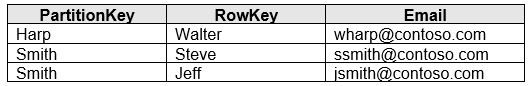 PartitionKey RowKey Email
Harp Walter wharp@contoso.com
Smith Steve ssmith@contoso.com
Smith Jeff jsmith@contoso.com